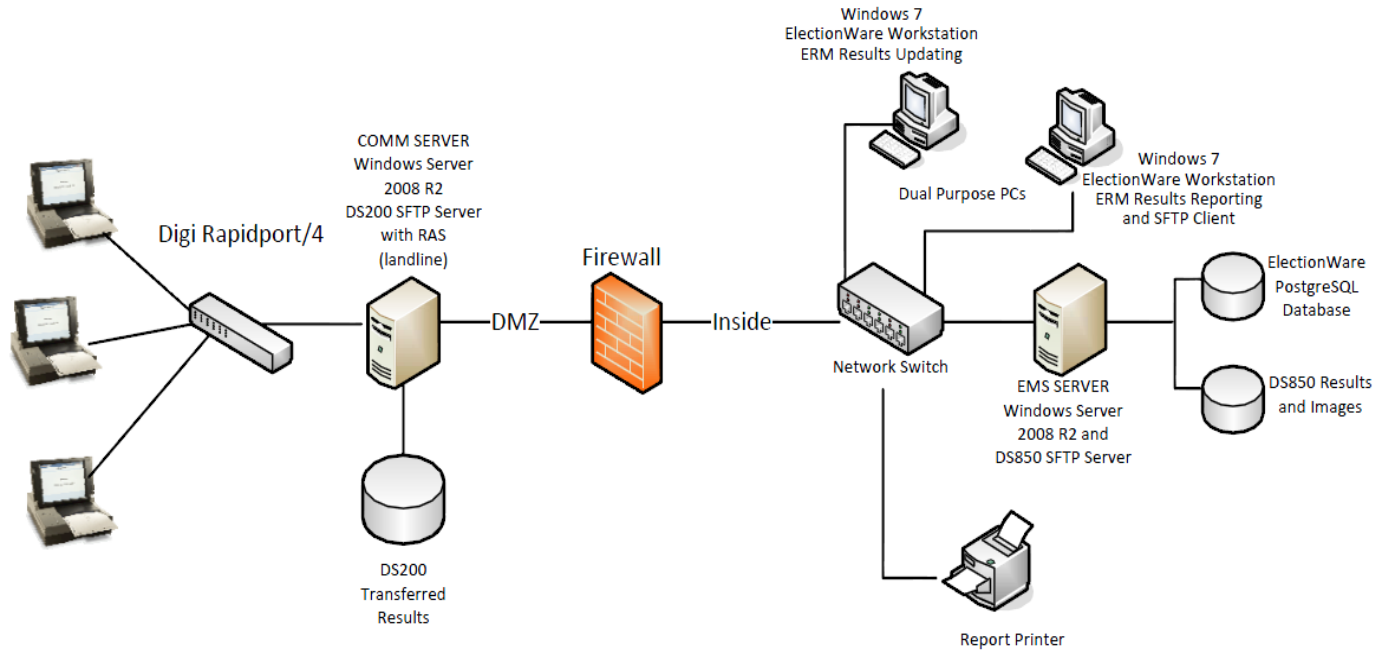 Windows 7
ElectionWare Workstation
ERM Results Updating
COMM SERVER
Windows Server
2008 R2
DS200 SFTP Server
with RAS
(landline)
Digi Rapidport/4
Dual Purpose PCs
Windows 7
ElectionWare Workstation
ERM Results Reporting
and SFTP Client
Firewall
DMZ
Inside
Network Switch
ElectionWare
PostgreSQL
Database
EMS SERVER
Windows Server
2008 R2 and
DS850 SFTP Server
DS850 Results
and Images
DS200
Transferred
Results
Report Printer